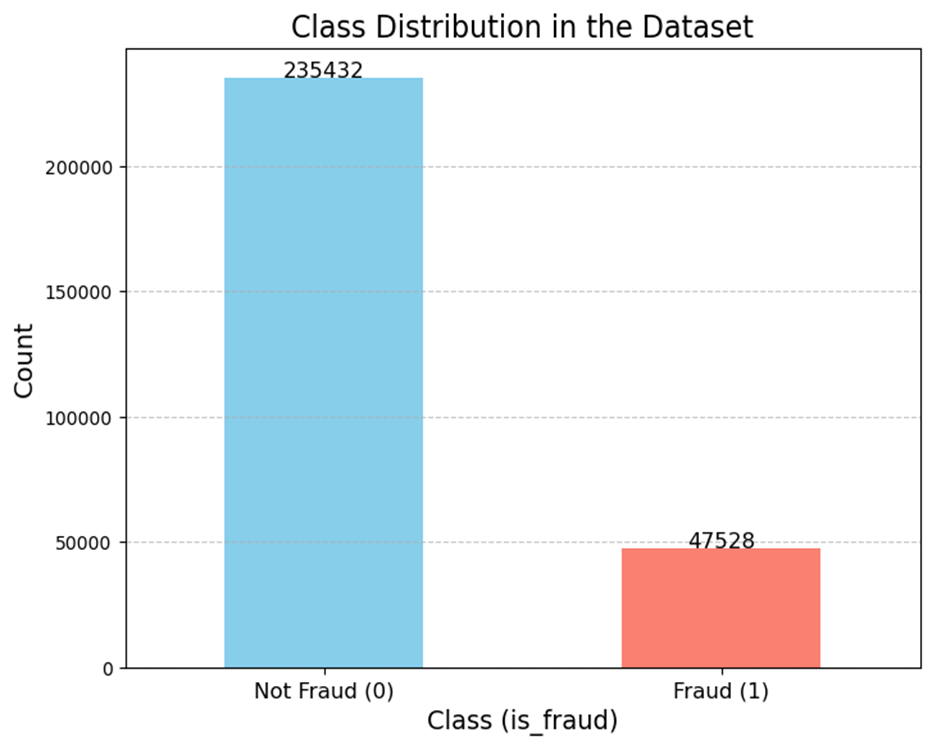 Class Distribution in the Dataset
235432
200000
150000
100000
50000
0
47528
Count
Not Fraud (0)
Fraud (1)
Class (is_fraud)